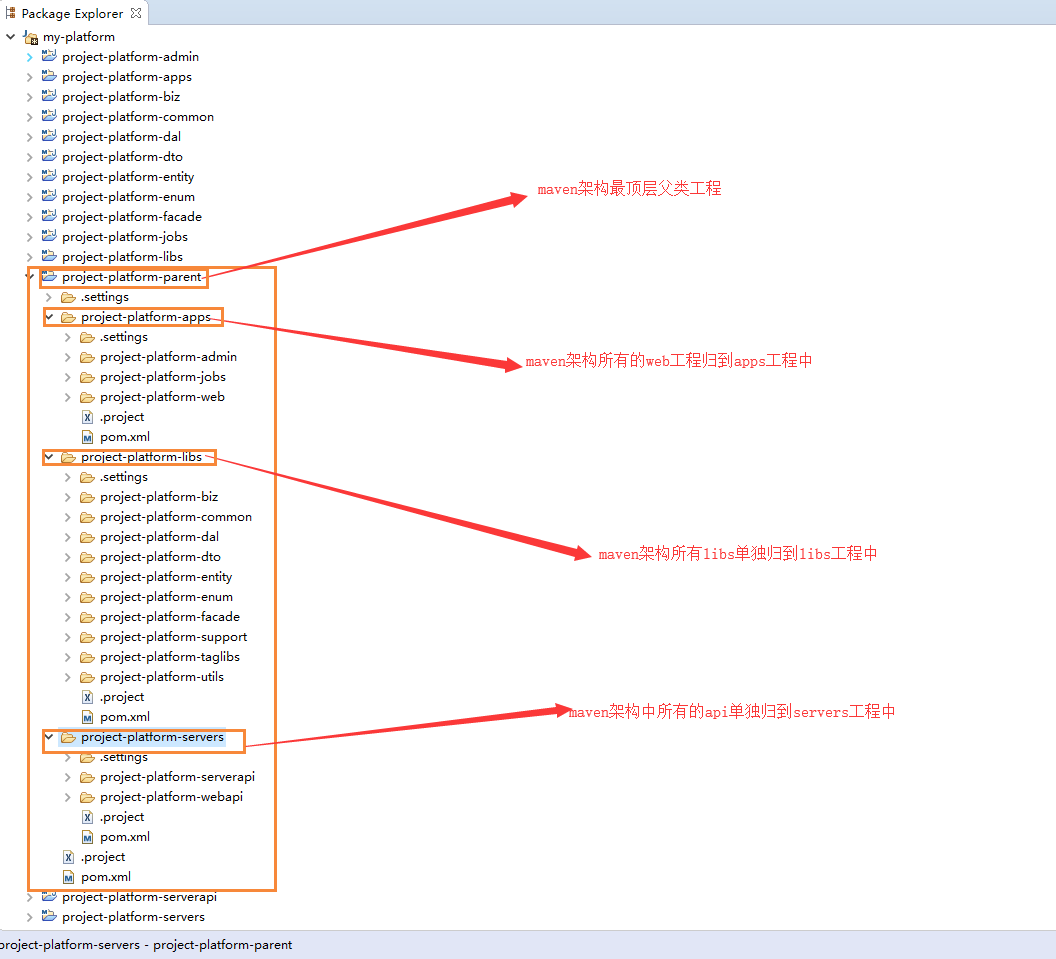 Package Explorer
my-platform
project-platform-admin
project-platform-apps
project-platform-biz
project-platform-common
project-platform-dal
project-platform-dto
project-platform-entity
project-platform-enum
project-platform-facade
project-platform-jobs
project-platform-libs
project-platform-parent
maven架构最顶层父类工程
.settings
project-platform-apps
maven架构所有的web工程归到apps工程中
.settings
project-platform-admin
project-platform-jobs
project-platform-web
.project
pom.xml
project-platform-libs
maven架构所有libs单独归到libs工程中
.settings
project-platform-biz
project-platform-common
project-platform-dal
project-platform-dto
project-platform-entity
project-platform-enum
project-platform-facade
project-platform-support
project-platform-taglibs
project-platform-utils
.project
pom.xml
project-platform-servers
maven架构中所有的api单独归到servers工程中
.settings
project-platform-serverapi
project-platform-webapi
.project
pom.xml
.project
pom.xml
project-platform-serverapi
project-platform-servers
project-platform-servers - project-platform-parent